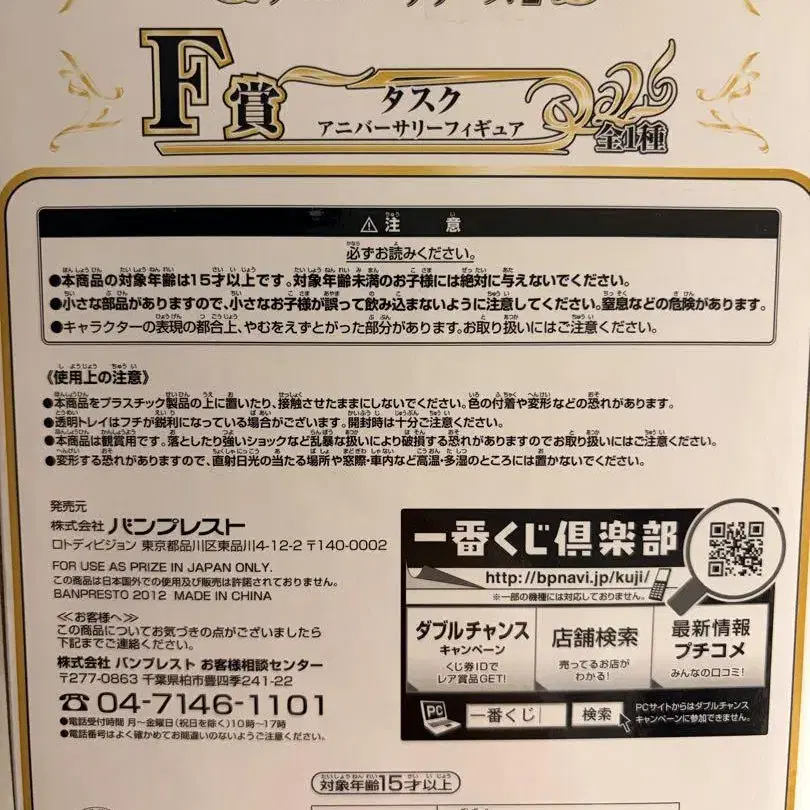 F賞
タスク
アニバーサリーフィギュア
全1種
⚠注意
必ずお読みください。
●本商品の対象年齢は15才以上です。対象年齢未満のお子様には絶対に与えないでください。
●小さな部品がありますので、小さなお子様が誤って飲み込まないように注意してください。窒息などの危険があります。
●キャラクターの表現の都合上、やむをえずとがった部分があります。お取り扱いにはご注意ください。
《使用上の注意》
●本商品をプラスチック製品の上に置いたり、接触させたままにしないでください。色の付着や変形などの恐れがあります。
●透明トレイはフチが鋭利になっている場合がございます。開封時は十分ご注意ください。
●本商品は観賞用です。落としたり強いショックなど乱暴な扱いにより破損する恐れがありますのでお取り扱いにはご注意ください。
●変形する恐れがありますので、直射日光の当たる場所や窓際・車内など高温・多湿のところには置かないでください。
発売元
株式会社 バンプレスト
ロトディビジョン 東京都品川区東品川4-12-2 〒140-0002
FOR USE AS PRIZE IN JAPAN ONLY.
この商品は日本国外での使用及び販売は許諾されておりません。
BANPRESTO 2012 MADE IN CHINA
≪お客様へ≫
この商品についてお気づきの点がございましたら
下記までご連絡ください。
株式会社 バンプレスト お客様相談センター
〒277-0863 千葉県柏市豊四季241-22
☎04-7146-1101
●電話受付時間 月~金曜日(祝日を除く)10時~17時
●電話番号はよく確かめてお間違いのないようご注意ください。
一番くじ倶楽部
http://bpnavi.jp/kuji/
※一部の機種には対応しておりません。
ダブルチャンス
キャンペーン
くじ券IDで
レア賞品GET!
店舗検索
売ってるお店が
わかる!
最新情報
プチコメ
みんなの口コミ!
PC
一番くじ
検索
PCサイトからはダブルチャンス
キャンペーンに参加できません。
対象年齢15才以上